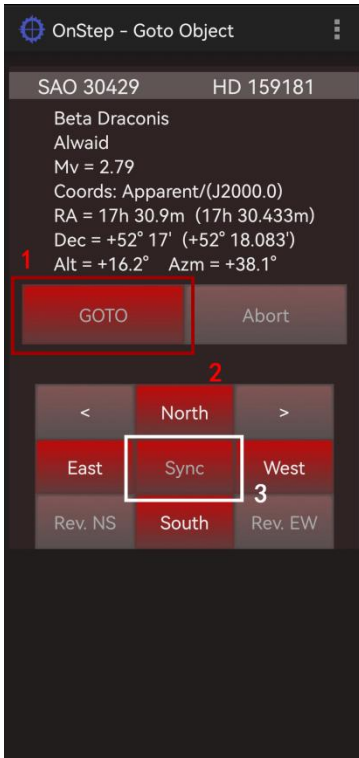 OnStep - Goto Object
SAO 30429 HD 159181
Beta Draconis
Alwaid
Mv = 2.79
Coords: Apparent/(J2000.0)
RA = 17h 30.9m (17h 30.433m)
Dec = +52° 17' (+52° 18.083')
Alt = +16.2° Azm = +38.1°
1
GOTO Abort
2
< North >
East Sync West
3
Rev. NS South Rev. EW